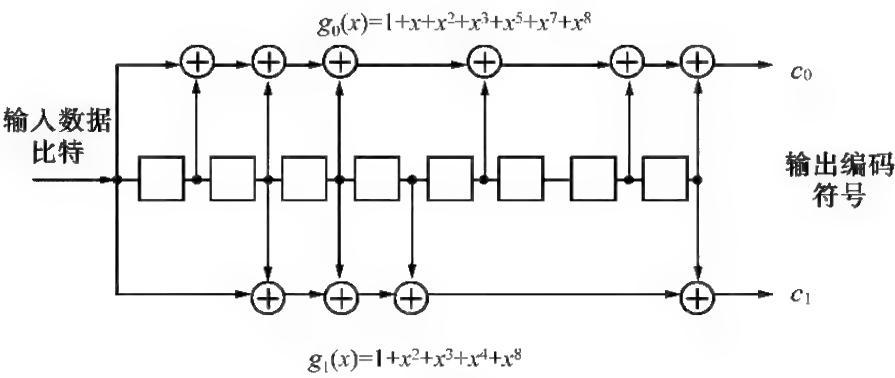 g₀(x)=1+x+x²+x³+x⁵+x⁷+x⁸
c₀
输入数据
比特
输出编码
符号
c₁
g₁(x)=1+x²+x³+x⁴+x⁸